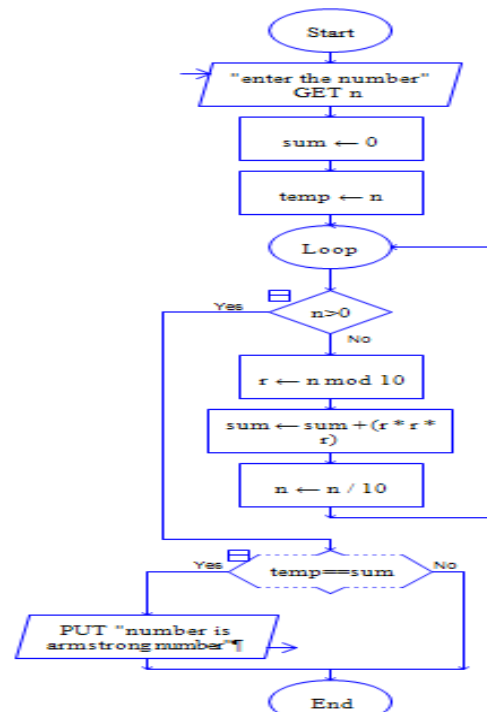 Start
"enter the number"
GET n
sum ← 0
temp ← n
Loop
Yes
n>0
No
r ← n mod 10
sum ← sum + (r * r *
r)
n ← n / 10
Yes
temp==sum
No
PUT "number is
armstrong number"¶
End